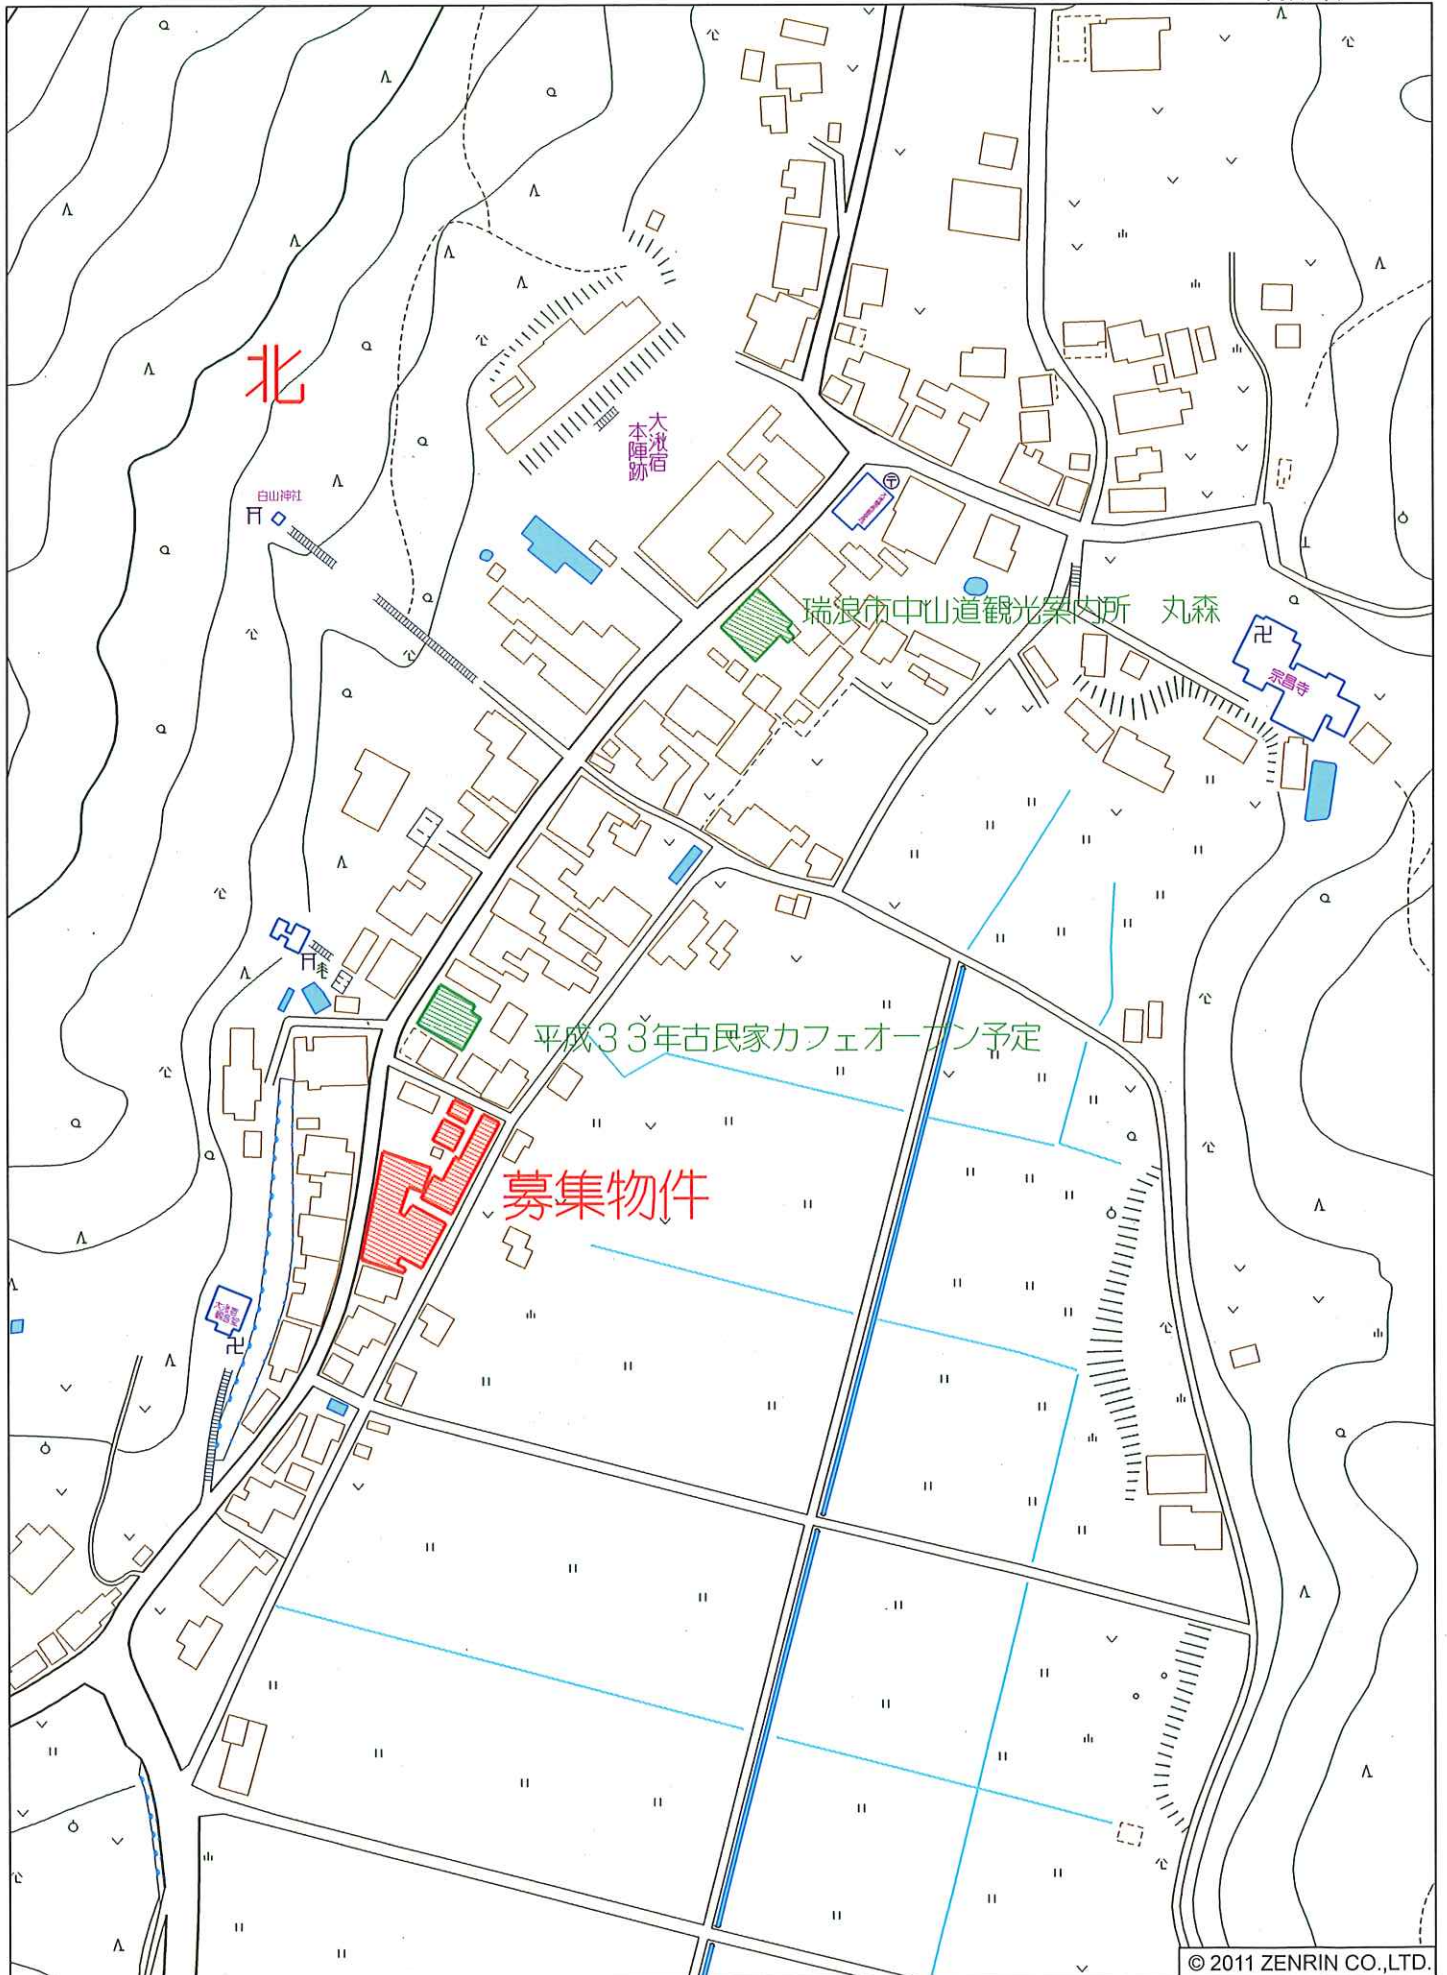 北
大湫宿
本陣跡
白山神社
〒
瑞浪市中山道観光案内所　丸森
宗昌寺
平成33年古民家カフェオープン予定
募集物件
© 2011 ZENRIN CO.,LTD.